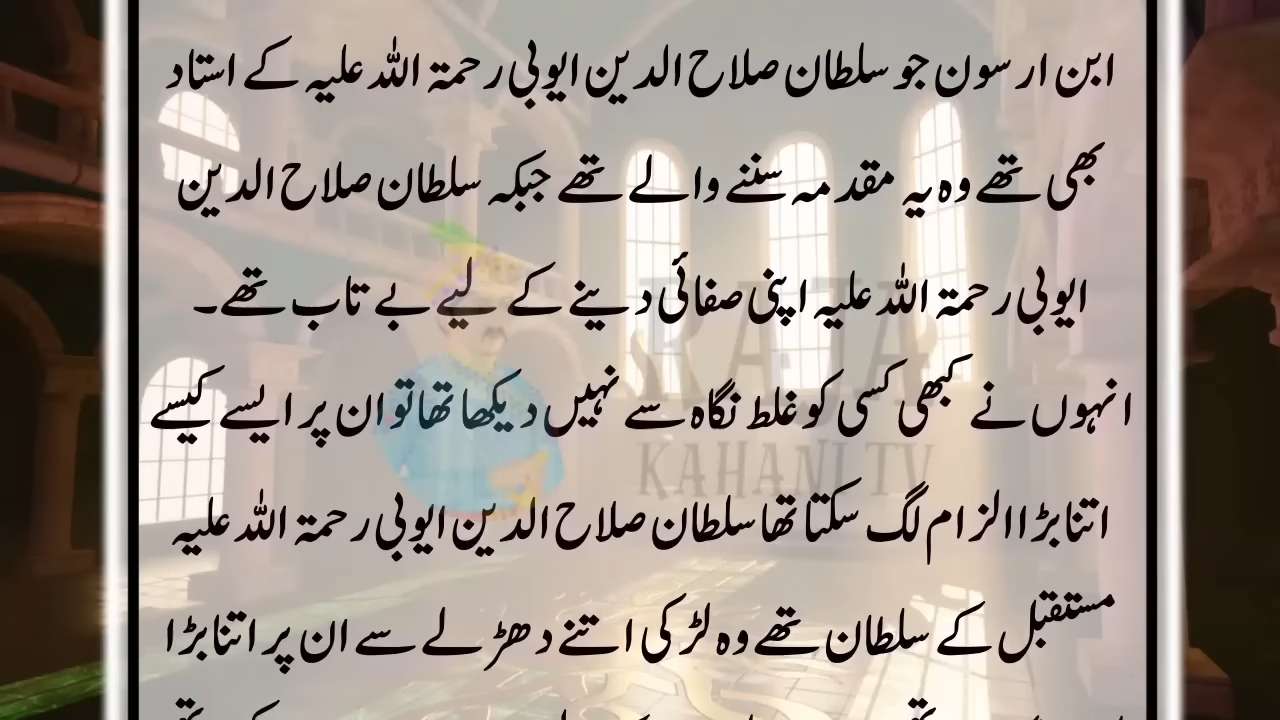 ابن ارسون جو سلطان صلاح الدین ایوبی رحمۃ اللہ علیہ کے استاد
بھی تھے وہ یہ مقدمہ سننے والے تھے جبکہ سلطان صلاح الدین
ایوبی رحمۃ اللہ علیہ اپنی صفائی دینے کے لیے بے تاب تھے۔
انہوں نے کبھی کسی کو غلط نگاہ سے نہیں دیکھا تھا تو ان پر ایسے کیسے
اتنا بڑا الزام لگ سکتا تھا سلطان صلاح الدین ایوبی رحمۃ اللہ علیہ
مستقبل کے سلطان تھے وہ لڑکی اتنے دھڑلے سے ان پر اتنا بڑا
RAJA
KAHANI TV